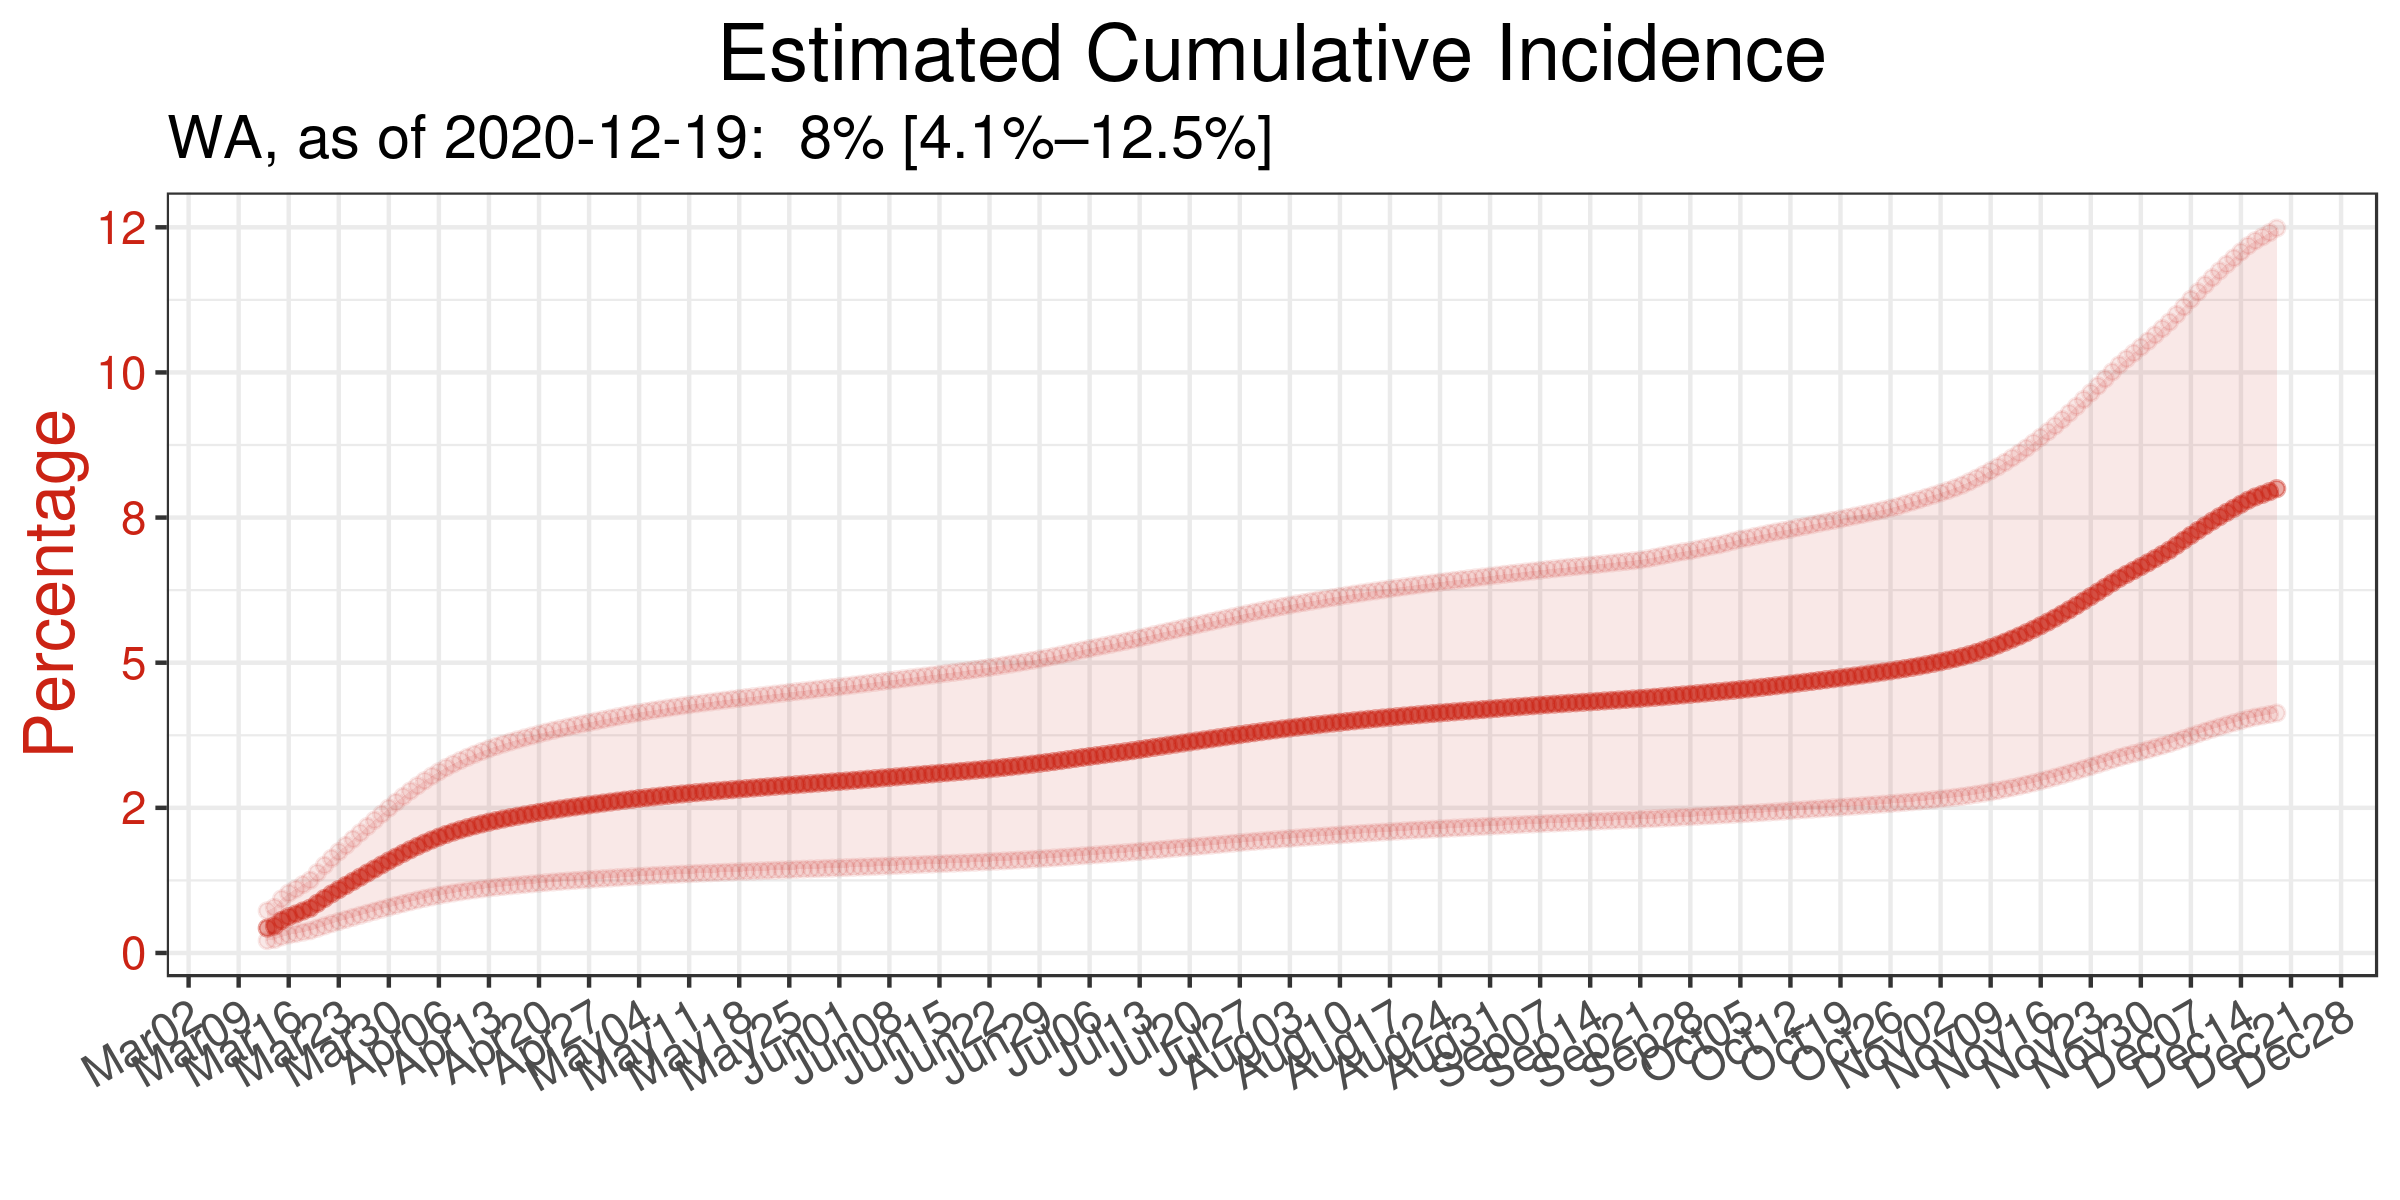 Estimated Cumulative Incidence
WA, as of 2020-12-19:  8% [4.1%–12.5%]
Percentage
12
10
8
5
2
0
Mar02
Mar09
Mar16
Mar23
Mar30
Apr06
Apr13
Apr20
Apr27
May04
May11
May18
May25
Jun01
Jun08
Jun15
Jun22
Jun29
Jul06
Jul13
Jul20
Jul27
Aug03
Aug10
Aug17
Aug24
Aug31
Sep07
Sep14
Sep21
Sep28
Oct05
Oct12
Oct19
Oct26
Nov02
Nov09
Nov16
Nov23
Nov30
Dec07
Dec14
Dec21
Dec28